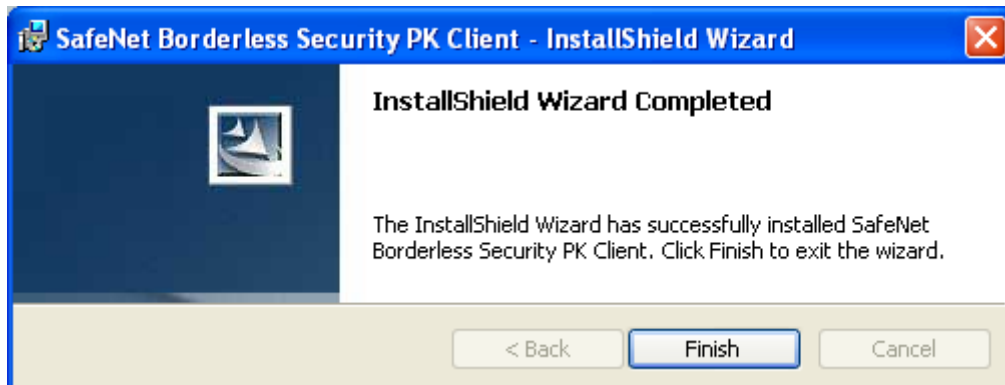 SafeNet Borderless Security PK Client - InstallShield Wizard
InstallShield Wizard Completed
The InstallShield Wizard has successfully installed SafeNet
Borderless Security PK Client. Click Finish to exit the wizard.
< Back
Finish
Cancel